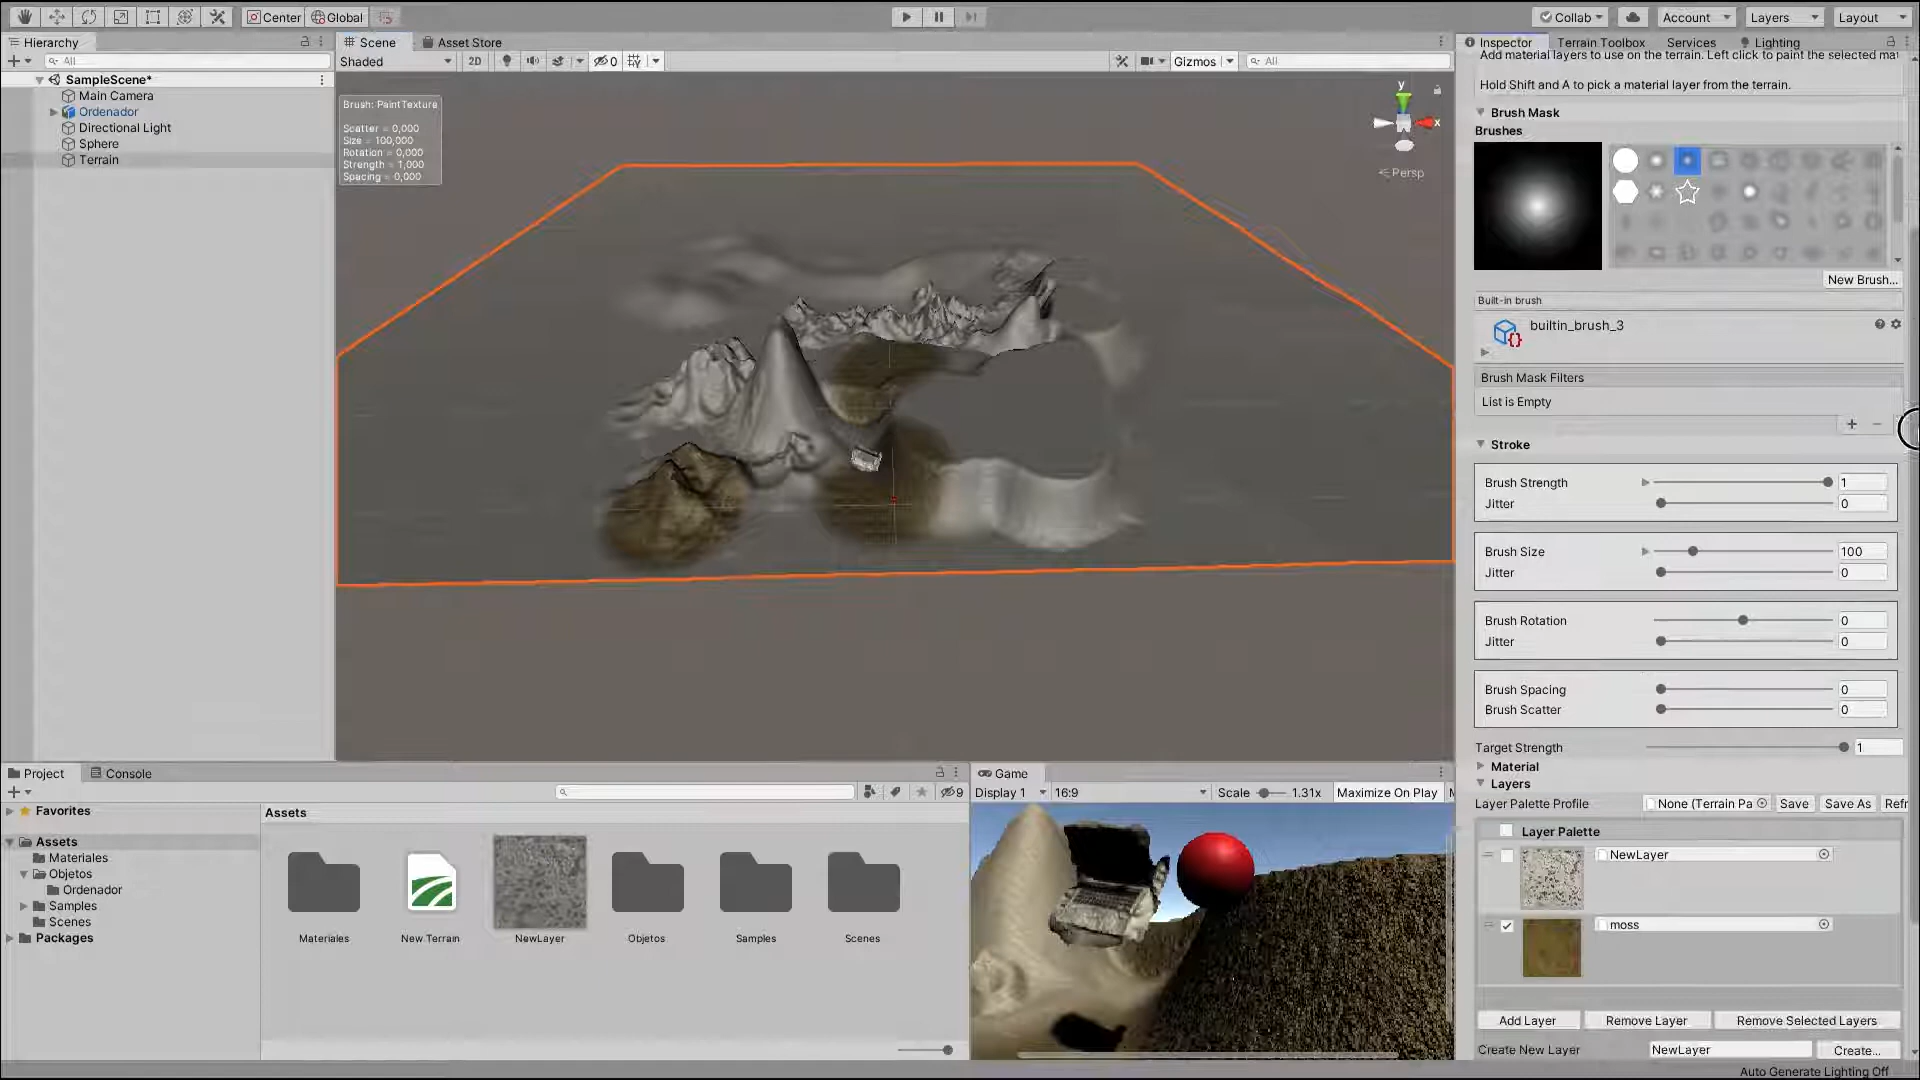 Center
Global
Collab
Account
Layers
Layout
Hierarchy
All
SampleScene*
Main Camera
Ordenador
Directional Light
Sphere
Terrain
Scene
Asset Store
Shaded
2D
0
Gizmos
All
Brush: PaintTexture
Scatter = 0,000
Size = 100,000
Rotation = 0,000
Strength = 1,000
Spacing = 0,000
y
x
Persp
Inspector
Terrain Toolbox
Services
Lighting
Add material layers to use on the terrain. Left click to paint the selected mat
Hold Shift and A to pick a material layer from the terrain.
Brush Mask
Brushes
New Brush...
Built-in brush
builtin_brush_3
Brush Mask Filters
List is Empty
Stroke
Brush Strength
1
Jitter
0
Brush Size
100
Jitter
0
Brush Rotation
0
Jitter
0
Brush Spacing
0
Brush Scatter
0
Target Strength
1
Material
Layers
Layer Palette Profile
None (Terrain Pa
Save
Save As
Refr
Layer Palette
NewLayer
moss
Add Layer
Remove Layer
Remove Selected Layers
Create New Layer
NewLayer
Create...
Auto Generate Lighting Off
Project
Console
9
Favorites
Assets
Materiales
Objetos
Ordenador
Samples
Scenes
Packages
Assets
Materiales
New Terrain
NewLayer
Objetos
Samples
Scenes
Game
Display 1
16:9
Scale
1.31x
Maximize On Play